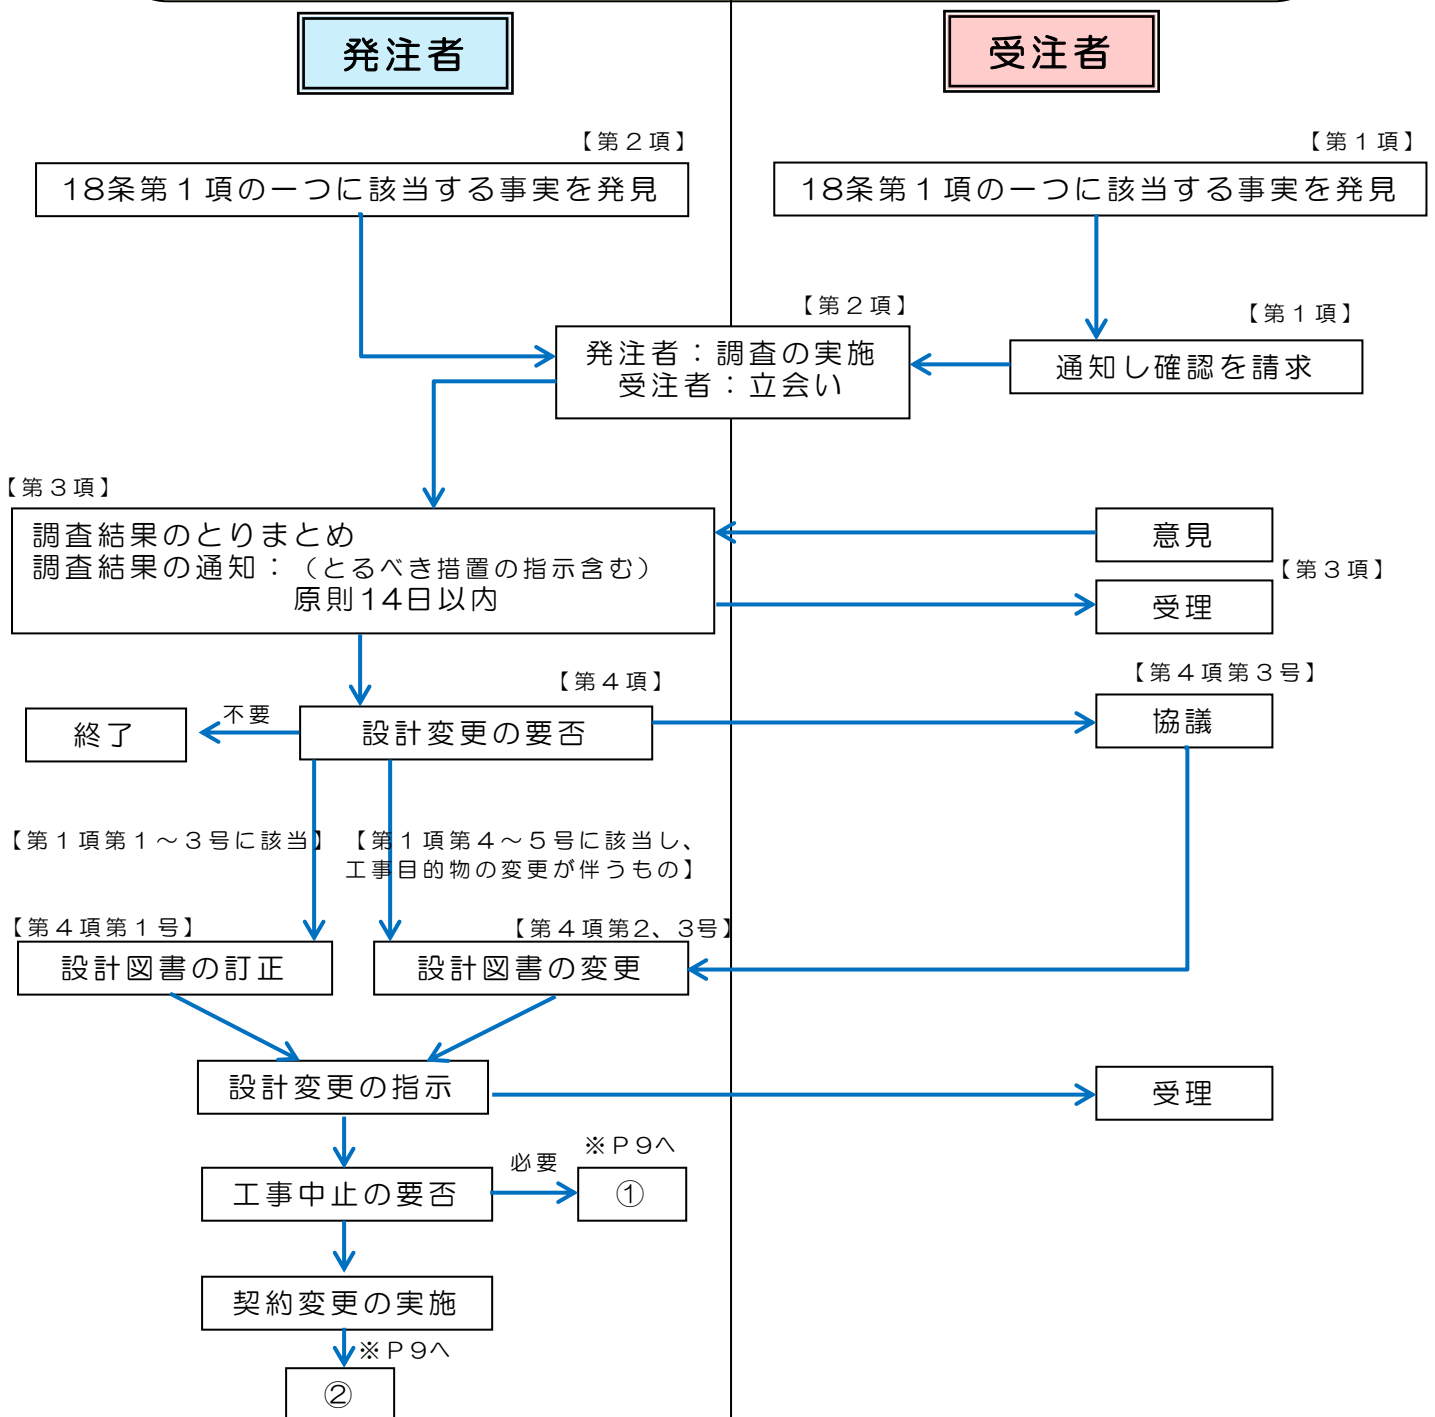 発注者
受注者
【第２項】
【第１項】
18条第１項の一つに該当する事実を発見
18条第１項の一つに該当する事実を発見
【第２項】
【第１項】
発注者：調査の実施
受注者：立会い
通知し確認を請求
【第３項】
調査結果のとりまとめ
調査結果の通知：（とるべき措置の指示含む）
原則14日以内
意見
【第３項】
受理
【第４項】
【第４項第３号】
終了
不要
設計変更の要否
協議
【第１項第１～３号に該当】
【第１項第４～５号に該当し、
工事目的物の変更が伴うもの】
【第４項第１号】
【第４項第2、3号】
設計図書の訂正
設計図書の変更
設計変更の指示
受理
工事中止の要否
必要
※Ｐ9へ
①
契約変更の実施
※Ｐ9へ
②